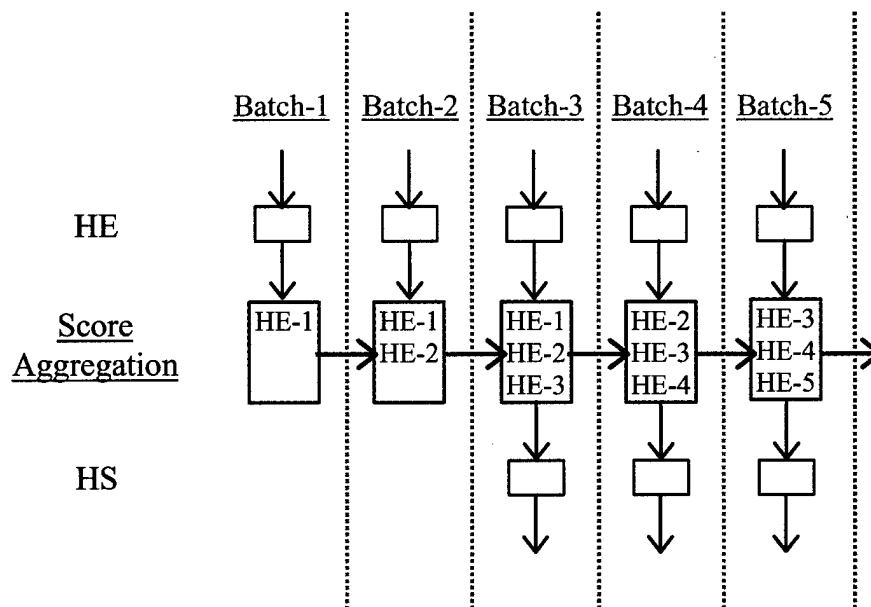 Batch-1 Batch-2 Batch-3 Batch-4 Batch-5
HE
Score
Aggregation
HE-1
HE-1
HE-2
HE-1
HE-2
HE-3
HE-2
HE-3
HE-4
HE-3
HE-4
HE-5
HS